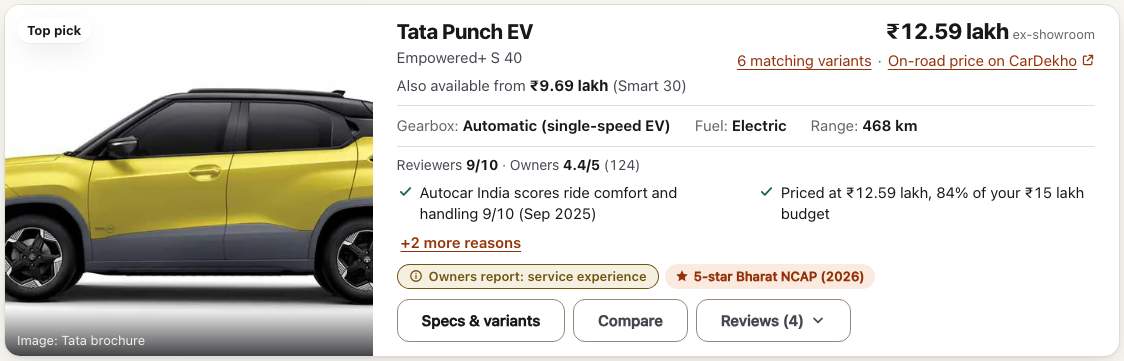 Top pick
Tata Punch EV
₹12.59 lakh ex-showroom
Empowered+ S 40
6 matching variants · On-road price on CarDekho
Also available from ₹9.69 lakh (Smart 30)
Gearbox: Automatic (single-speed EV) Fuel: Electric Range: 468 km
Reviewers 9/10 · Owners 4.4/5 (124)
Autocar India scores ride comfort and
handling 9/10 (Sep 2025)
Priced at ₹12.59 lakh, 84% of your ₹15 lakh
budget
+2 more reasons
Owners report: service experience
5-star Bharat NCAP (2026)
Specs & variants
Compare
Reviews (4)
Image: Tata brochure